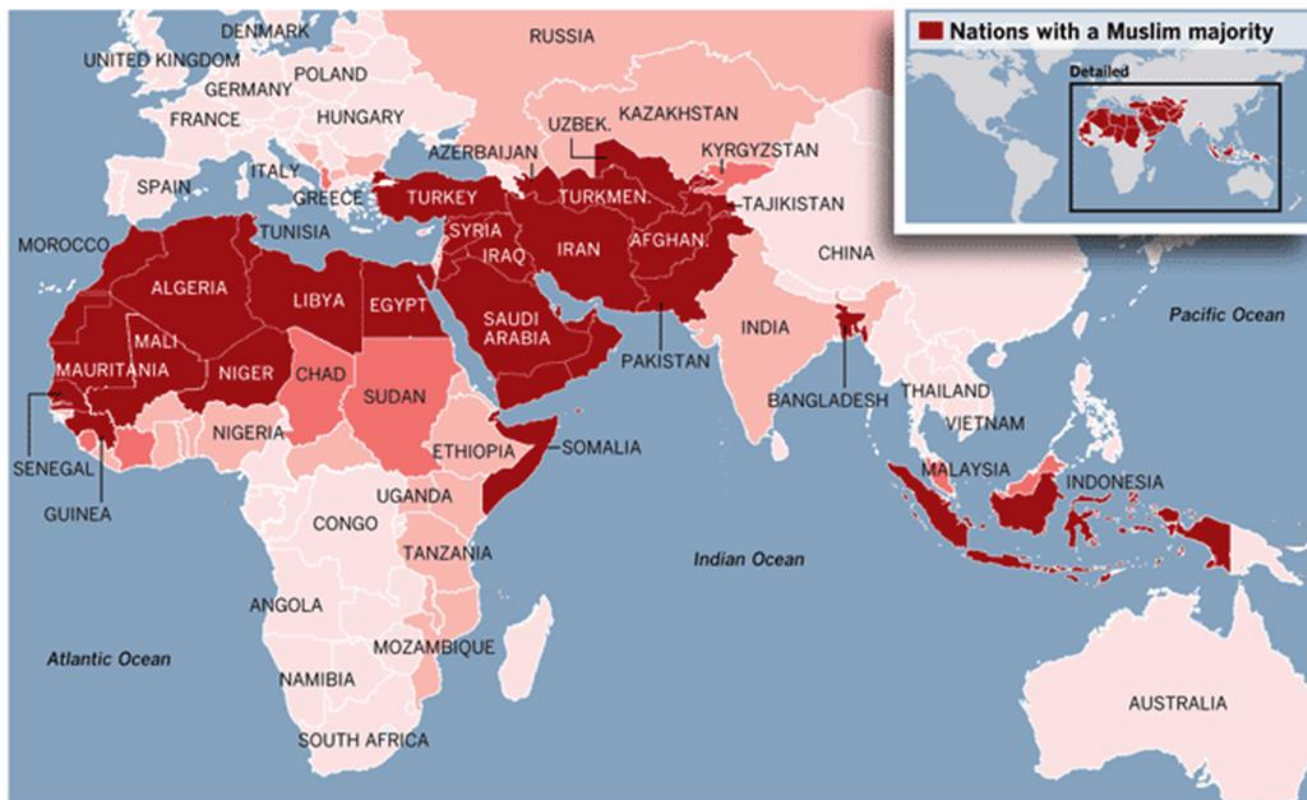 Nations with a Muslim majority
Detailed
DENMARK
RUSSIA
UNITED KINGDOM
POLAND
GERMANY
FRANCE
HUNGARY
KAZAKHSTAN
UZBEK.
AZERBAIJAN
KYRGYZSTAN
ITALY
SPAIN
GREECE
TURKEY
TURKMEN.
TAJIKISTAN
TUNISIA
SYRIA
MOROCCO
IRAN
AFGHAN.
IRAQ
CHINA
ALGERIA
LIBYA
EGYPT
SAUDI
ARABIA
Pacific Ocean
INDIA
MALI
PAKISTAN
MAURITANIA
NIGER
CHAD
SUDAN
BANGLADESH
THAILAND
VIETNAM
NIGERIA
ETHIOPIA
SOMALIA
SENEGAL
MALAYSIA
INDONESIA
UGANDA
GUINEA
CONGO
TANZANIA
Indian Ocean
ANGOLA
MOZAMBIQUE
Atlantic Ocean
NAMIBIA
AUSTRALIA
SOUTH AFRICA